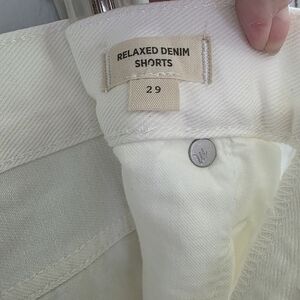 RELAXED DENIM
SHORTS
29